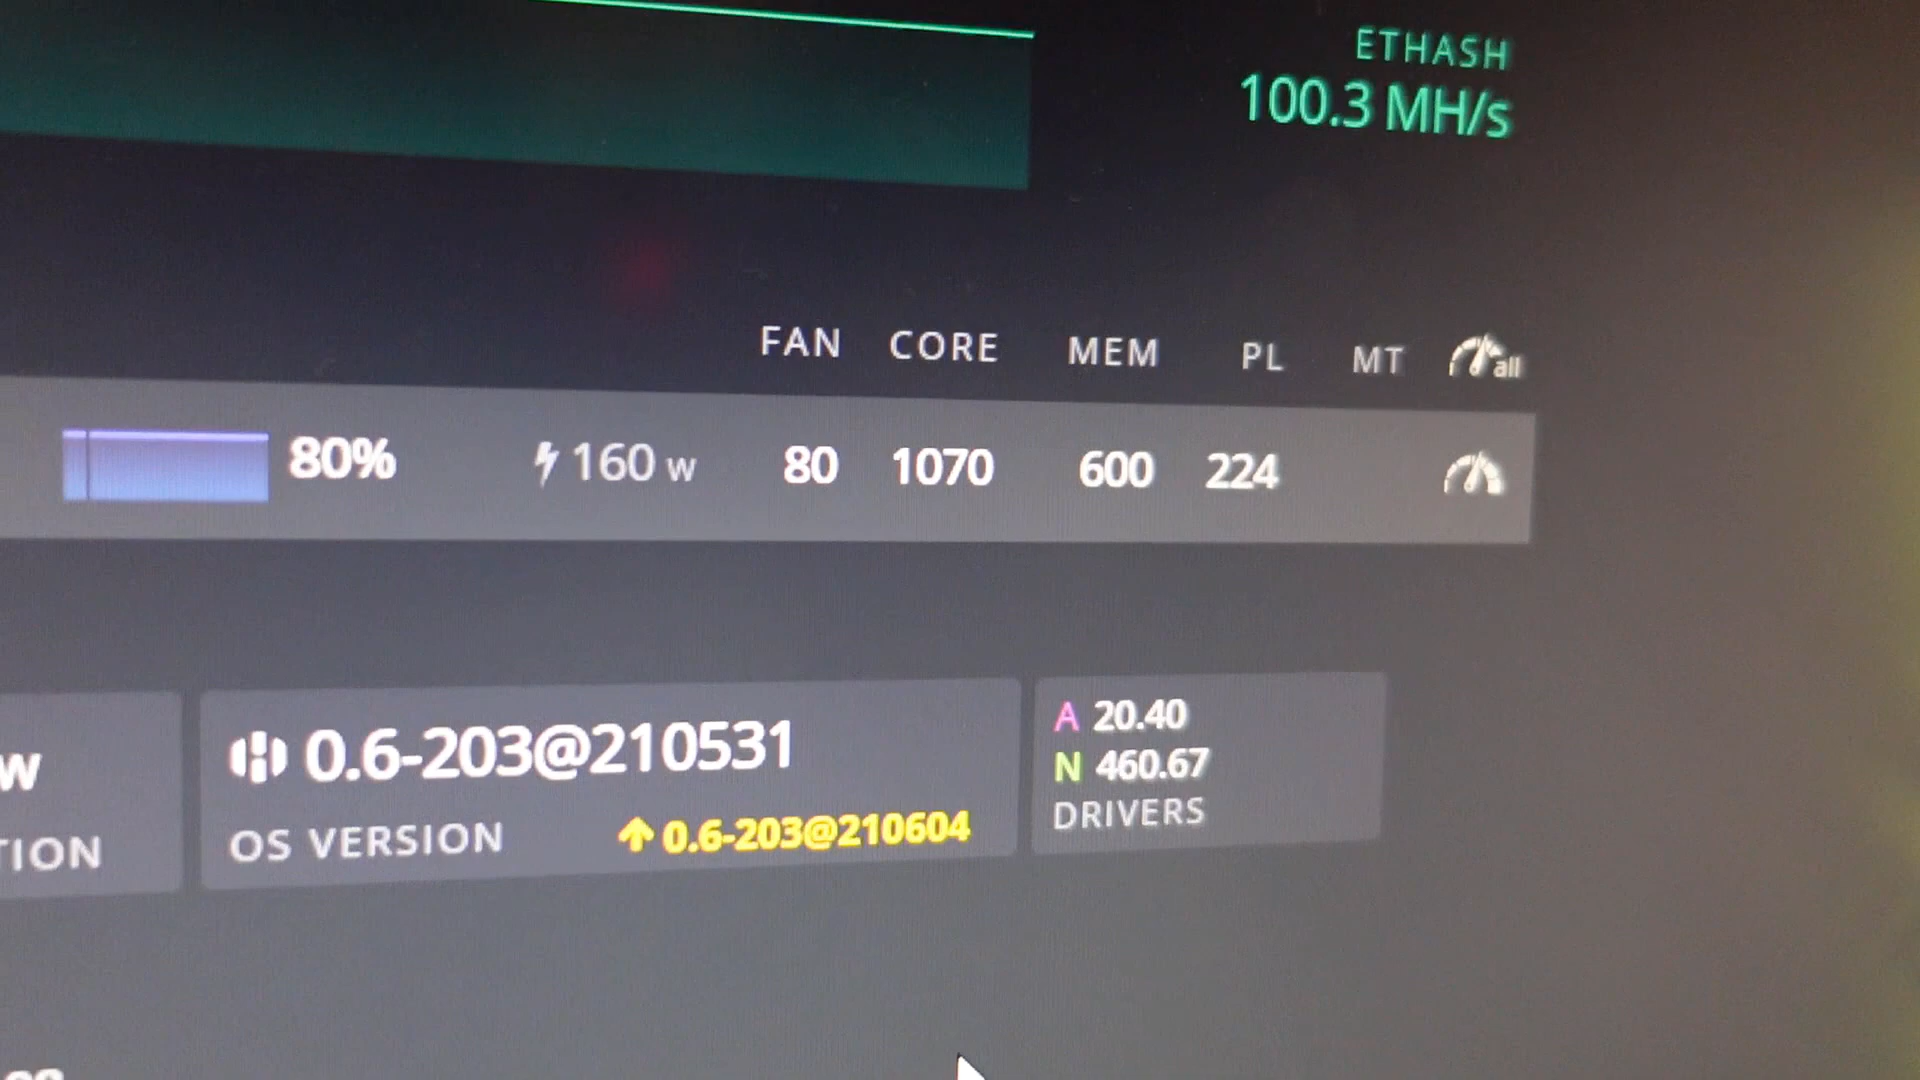 ETHASH
100.3 MH/s
FAN CORE MEM PL MT all
80% 160 w 80 1070 600 224
0.6-203@210531
OS VERSION 0.6-203@210604
A 20.40
N 460.67
DRIVERS
w
TION